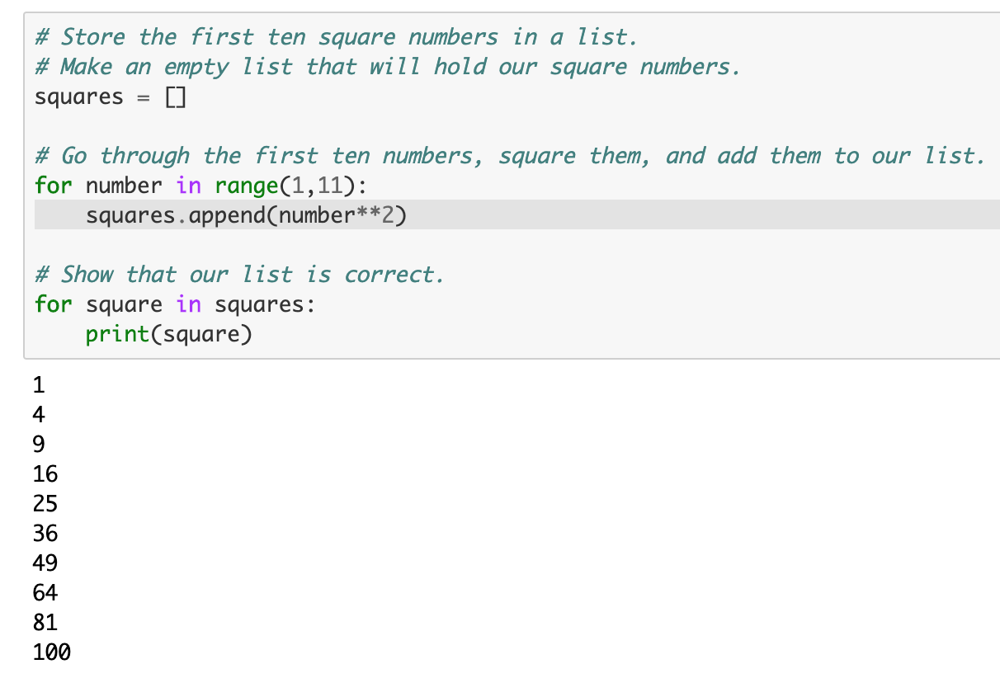 # Store the first ten square numbers in a list.
# Make an empty list that will hold our square numbers.
squares = []
# Go through the first ten numbers, square them, and add them to our list.
for number in range(1,11):
    squares.append(number**2)
# Show that our list is correct.
for square in squares:
    print(square)
1
4
9
16
25
36
49
64
81
100